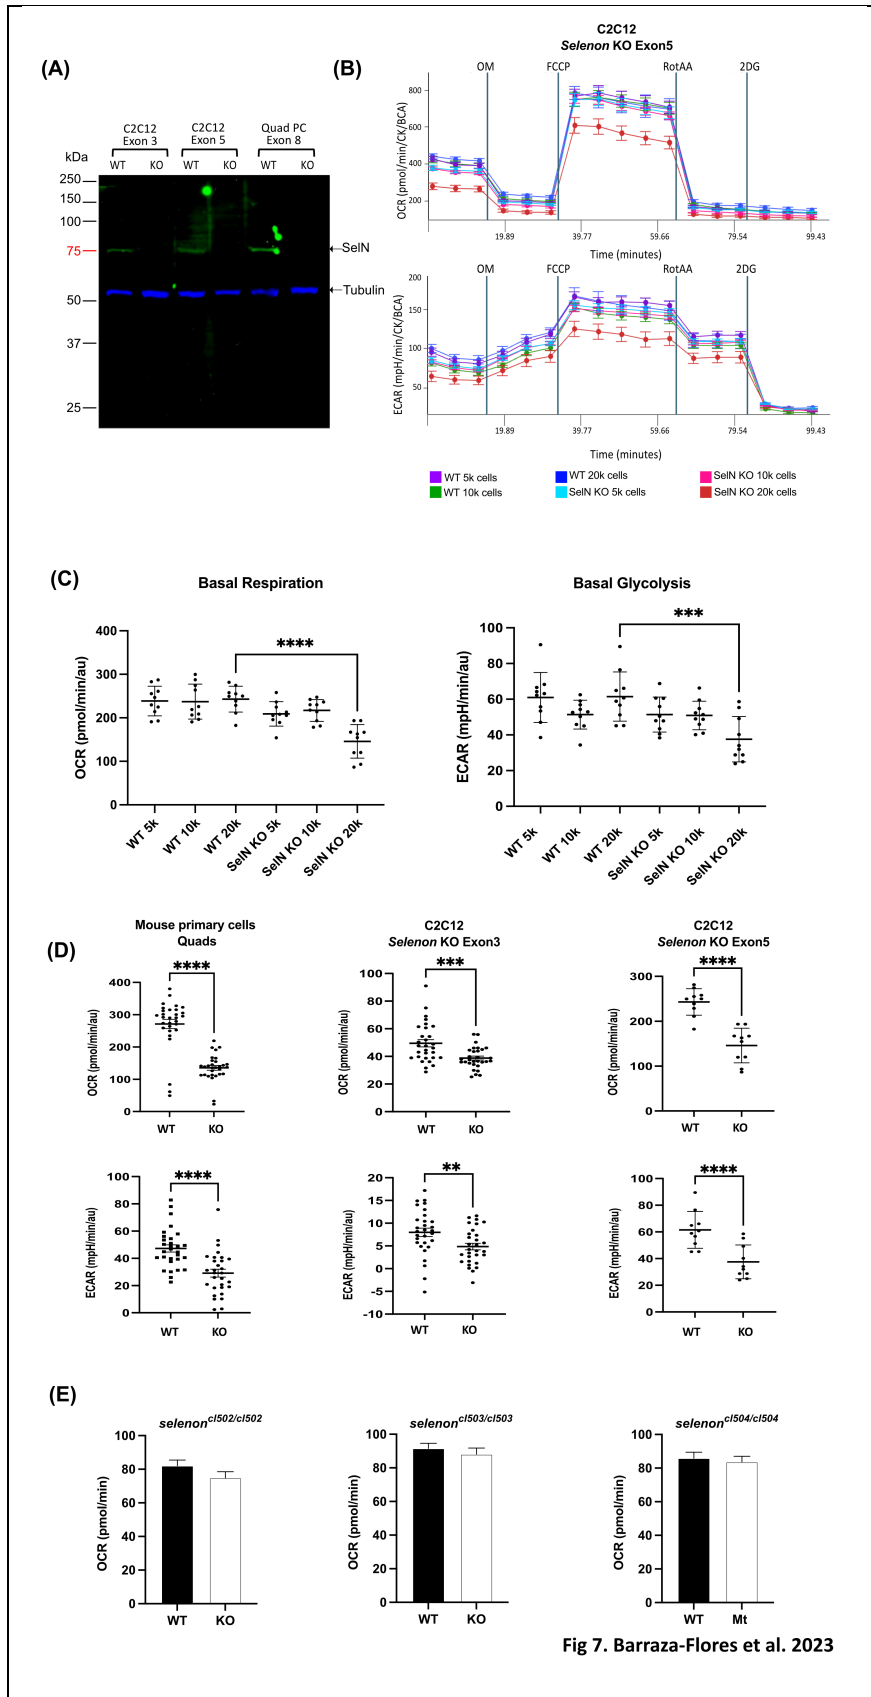 (A)
C2C12
Exon 3
C2C12
Exon 5
Quad PC
Exon 8
kDa
WT
KO
WT
KO
WT
KO
250
150
100
75
50
37
25
SelN
Tubulin
(B)
C2C12
Selenon KO Exon5
OM
FCCP
RotAA
2DG
OCR (pmol/min/CK/BCA)
800
600
400
200
19.89
39.77
59.66
79.54
99.43
Time (minutes)
OM
FCCP
RotAA
2DG
ECAR (mpH/min/CK/BCA)
200
150
100
50
19.89
39.77
59.66
79.54
99.43
Time (minutes)
WT 5k cells
WT 20k cells
SelN KO 10k cells
WT 10k cells
SelN KO 5k cells
SelN KO 20k cells
(C)
Basal Respiration
****
OCR (pmol/min/au)
400
300
200
100
0
WT 5k
WT 10k
WT 20k
SelN KO 5k
SelN KO 10k
SelN KO 20k
Basal Glycolysis
***
ECAR (mpH/min/au)
100
80
60
40
20
0
WT 5k
WT 10k
WT 20k
SelN KO 5k
SelN KO 10k
SelN KO 20k
(D)
Mouse primary cells
Quads
****
OCR (pmol/min/au)
400
300
200
100
0
WT
KO
C2C12
Selenon KO Exon3
***
OCR (pmol/min/au)
100
80
60
40
20
0
WT
KO
C2C12
Selenon KO Exon5
****
OCR (pmol/min/au)
300
200
100
0
WT
KO
****
ECAR (mpH/min/au)
100
80
60
40
20
0
WT
KO
**
ECAR (mpH/min/au)
20
15
10
5
0
-5
-10
WT
KO
****
ECAR (mpH/min/au)
100
80
60
40
20
0
WT
KO
(E)
selenon^cl502/cl502
OCR (pmol/min)
100
80
60
40
20
0
WT
KO
selenon^cl503/cl503
OCR (pmol/min)
100
80
60
40
20
0
WT
KO
selenon^cl504/cl504
OCR (pmol/min)
100
80
60
40
20
0
WT
Mt
Fig 7. Barraza-Flores et al. 2023